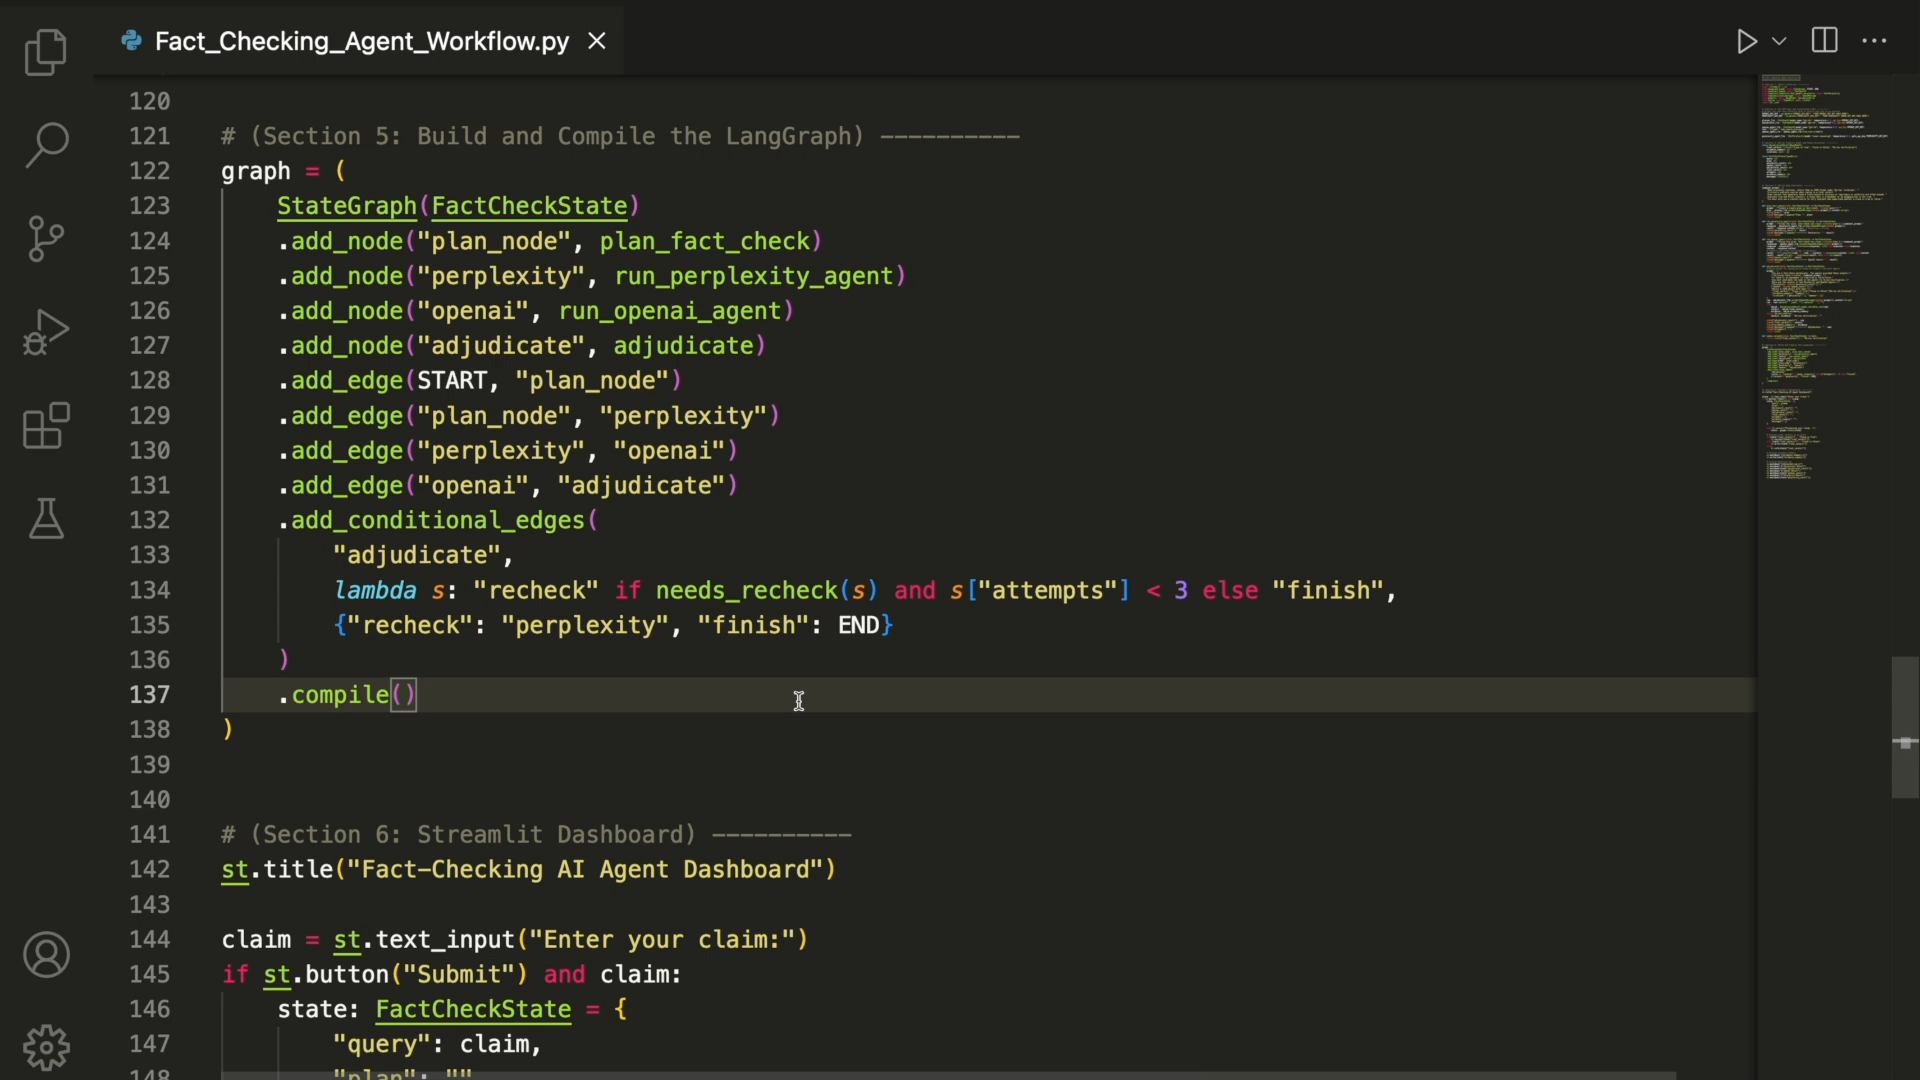 Fact_Checking_Agent_Workflow.py
120
121 # (Section 5: Build and Compile the LangGraph) ——————————
122 graph = (
123 StateGraph(FactCheckState)
124 .add_node("plan_node", plan_fact_check)
125 .add_node("perplexity", run_perplexity_agent)
126 .add_node("openai", run_openai_agent)
127 .add_node("adjudicate", adjudicate)
128 .add_edge(START, "plan_node")
129 .add_edge("plan_node", "perplexity")
130 .add_edge("perplexity", "openai")
131 .add_edge("openai", "adjudicate")
132 .add_conditional_edges(
133 "adjudicate",
134 lambda s: "recheck" if needs_recheck(s) and s["attempts"] < 3 else "finish",
135 {"recheck": "perplexity", "finish": END}
136 )
137 .compile()
138 )
139
140
141 # (Section 6: Streamlit Dashboard) ——————————
142 st.title("Fact–Checking AI Agent Dashboard")
143
144 claim = st.text_input("Enter your claim:")
145 if st.button("Submit") and claim:
146 state: FactCheckState = {
147 "query": claim,
148 "plan": ""